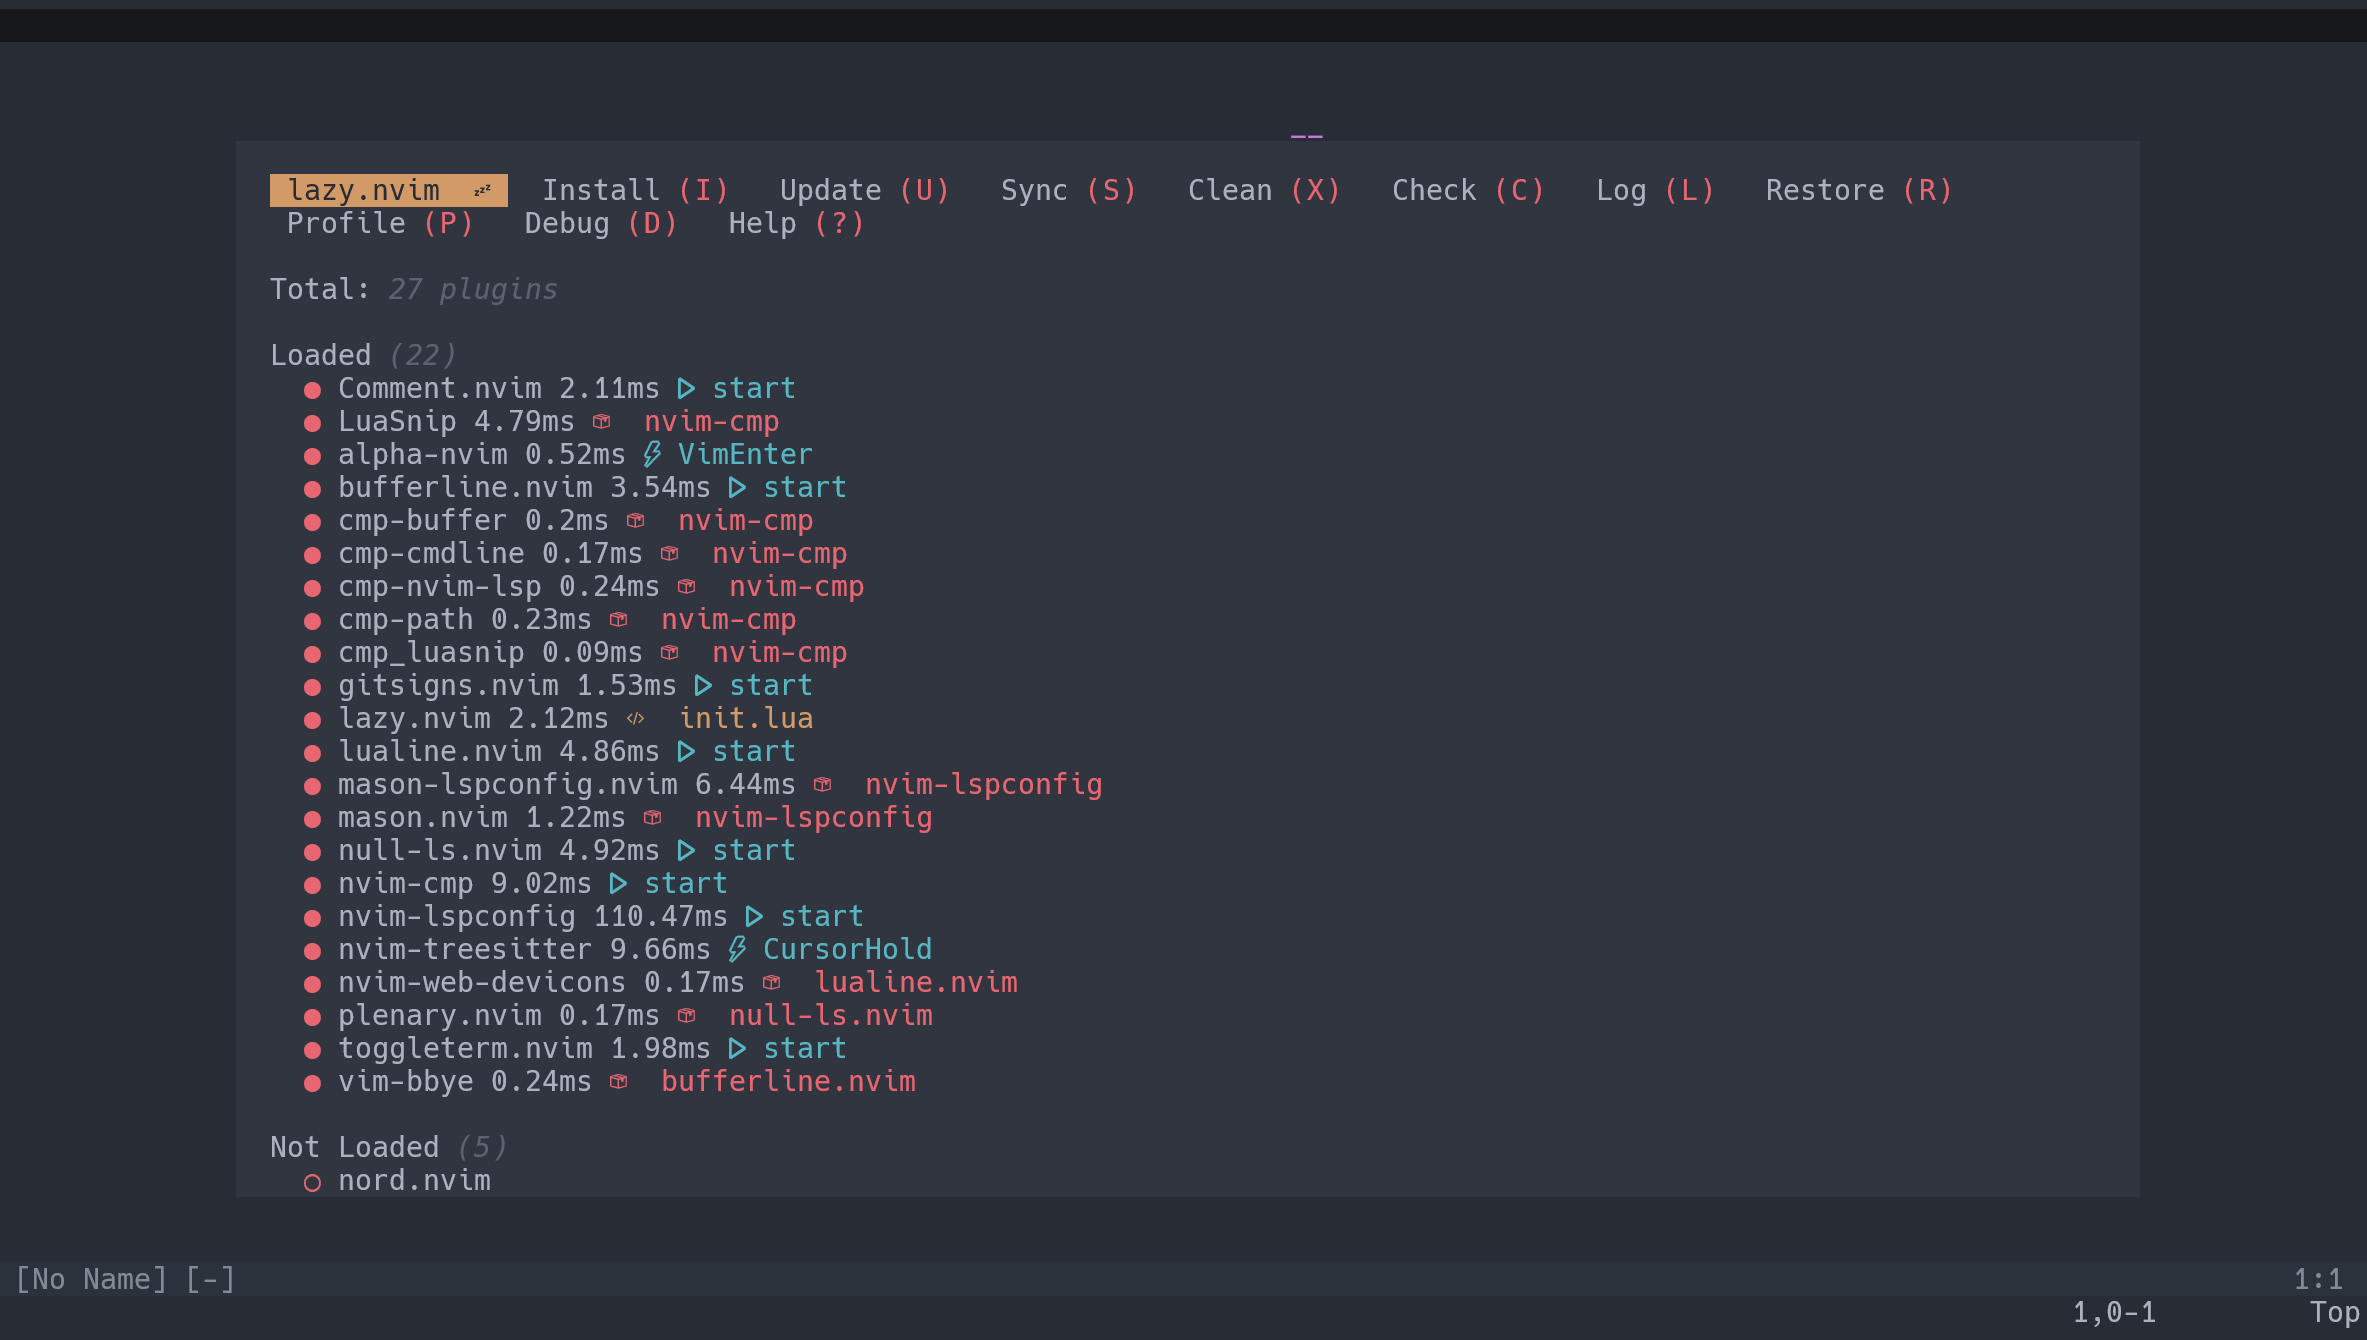 lazy.nvim 💤 Install (I) Update (U) Sync (S) Clean (X) Check (C) Log (L) Restore (R)
Profile (P) Debug (D) Help (?)
Total: 27 plugins
Loaded (22)
● Comment.nvim 2.11ms ▷ start
● LuaSnip 4.79ms nvim-cmp
● alpha-nvim 0.52ms VimEnter
● bufferline.nvim 3.54ms ▷ start
● cmp-buffer 0.2ms nvim-cmp
● cmp-cmdline 0.17ms nvim-cmp
● cmp-nvim-lsp 0.24ms nvim-cmp
● cmp-path 0.23ms nvim-cmp
● cmp_luasnip 0.09ms nvim-cmp
● gitsigns.nvim 1.53ms ▷ start
● lazy.nvim 2.12ms </> init.lua
● lualine.nvim 4.86ms ▷ start
● mason-lspconfig.nvim 6.44ms nvim-lspconfig
● mason.nvim 1.22ms nvim-lspconfig
● null-ls.nvim 4.92ms ▷ start
● nvim-cmp 9.02ms ▷ start
● nvim-lspconfig 110.47ms ▷ start
● nvim-treesitter 9.66ms CursorHold
● nvim-web-devicons 0.17ms lualine.nvim
● plenary.nvim 0.17ms null-ls.nvim
● toggleterm.nvim 1.98ms ▷ start
● vim-bbye 0.24ms bufferline.nvim
Not Loaded (5)
○ nord.nvim
[No Name] [-] 1:1
1,0-1 Top